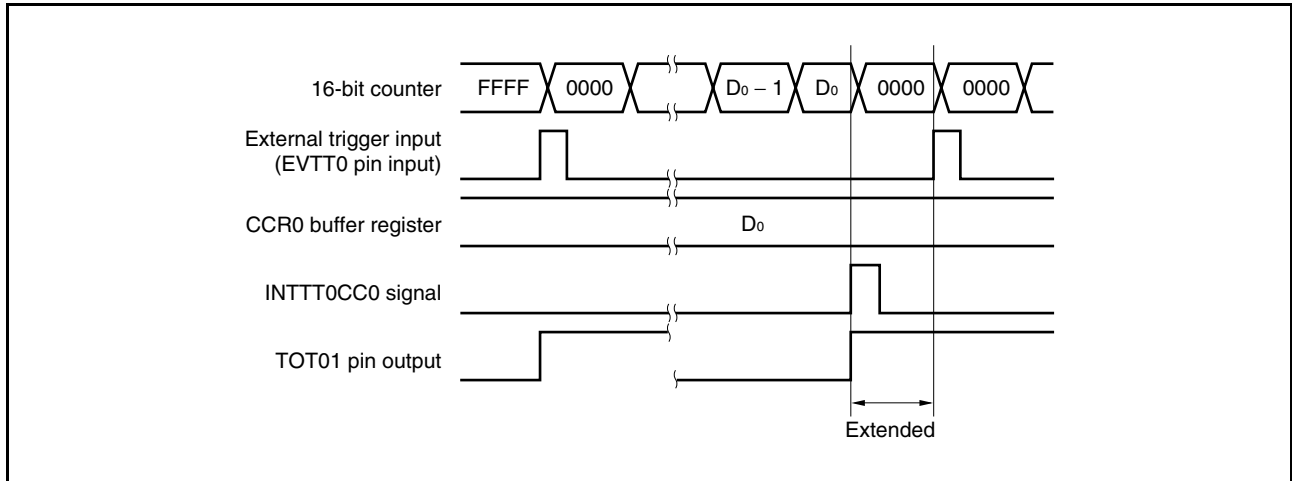 16-bit counter FFFF 0000 D₀ − 1 D₀ 0000 0000
External trigger input
(EVTT0 pin input)
CCR0 buffer register D₀
INTTT0CC0 signal
TOT01 pin output
Extended